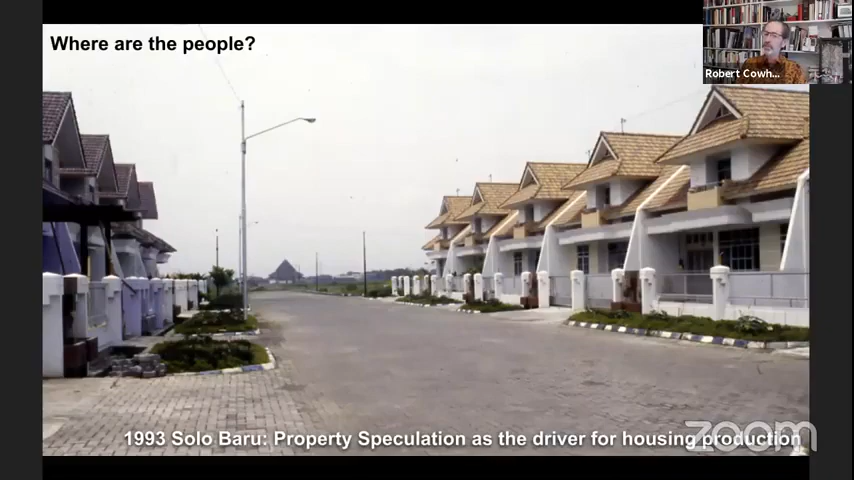 Where are the people?
Robert Cowh...
1993 Solo Baru: Property Speculation as the driver for housing production
zoom